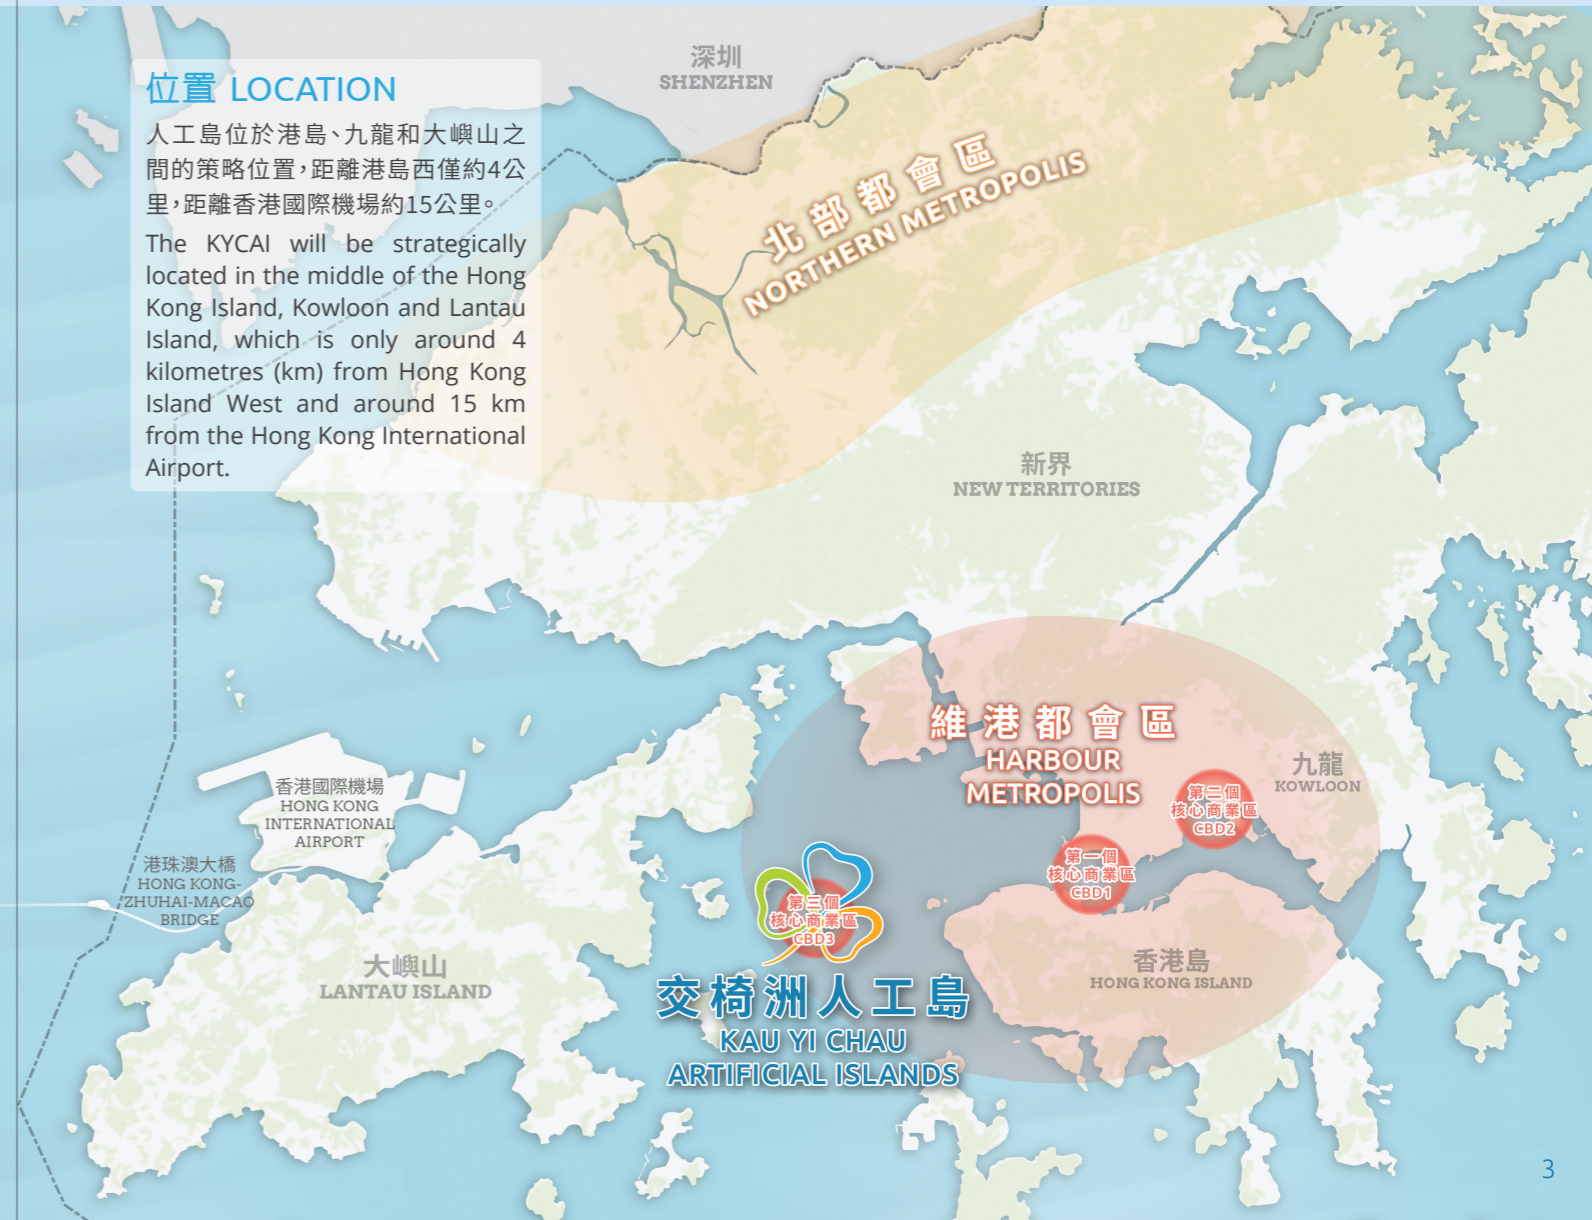 位置 LOCATION
人工島位於港島、九龍和大嶼山之
間的策略位置，距離港島西僅約4公
里，距離香港國際機場約15公里。
The KYCAI will be strategically
located in the middle of the Hong
Kong Island, Kowloon and Lantau
Island, which is only around 4
kilometres (km) from Hong Kong
Island West and around 15 km
from the Hong Kong International
Airport.
深圳
SHENZHEN
北部都會區
NORTHERN METROPOLIS
新界
NEW TERRITORIES
維港都會區
HARBOUR
METROPOLIS
九龍
KOWLOON
第二個
核心商業區
CBD2
第一個
核心商業區
CBD1
香港國際機場
HONG KONG
INTERNATIONAL
AIRPORT
港珠澳大橋
HONG KONG-
ZHUHAI-MACAO
BRIDGE
第三個
核心商業區
CBD3
大嶼山
LANTAU ISLAND
香港島
HONG KONG ISLAND
交椅洲人工島
KAU YI CHAU
ARTIFICIAL ISLANDS
3